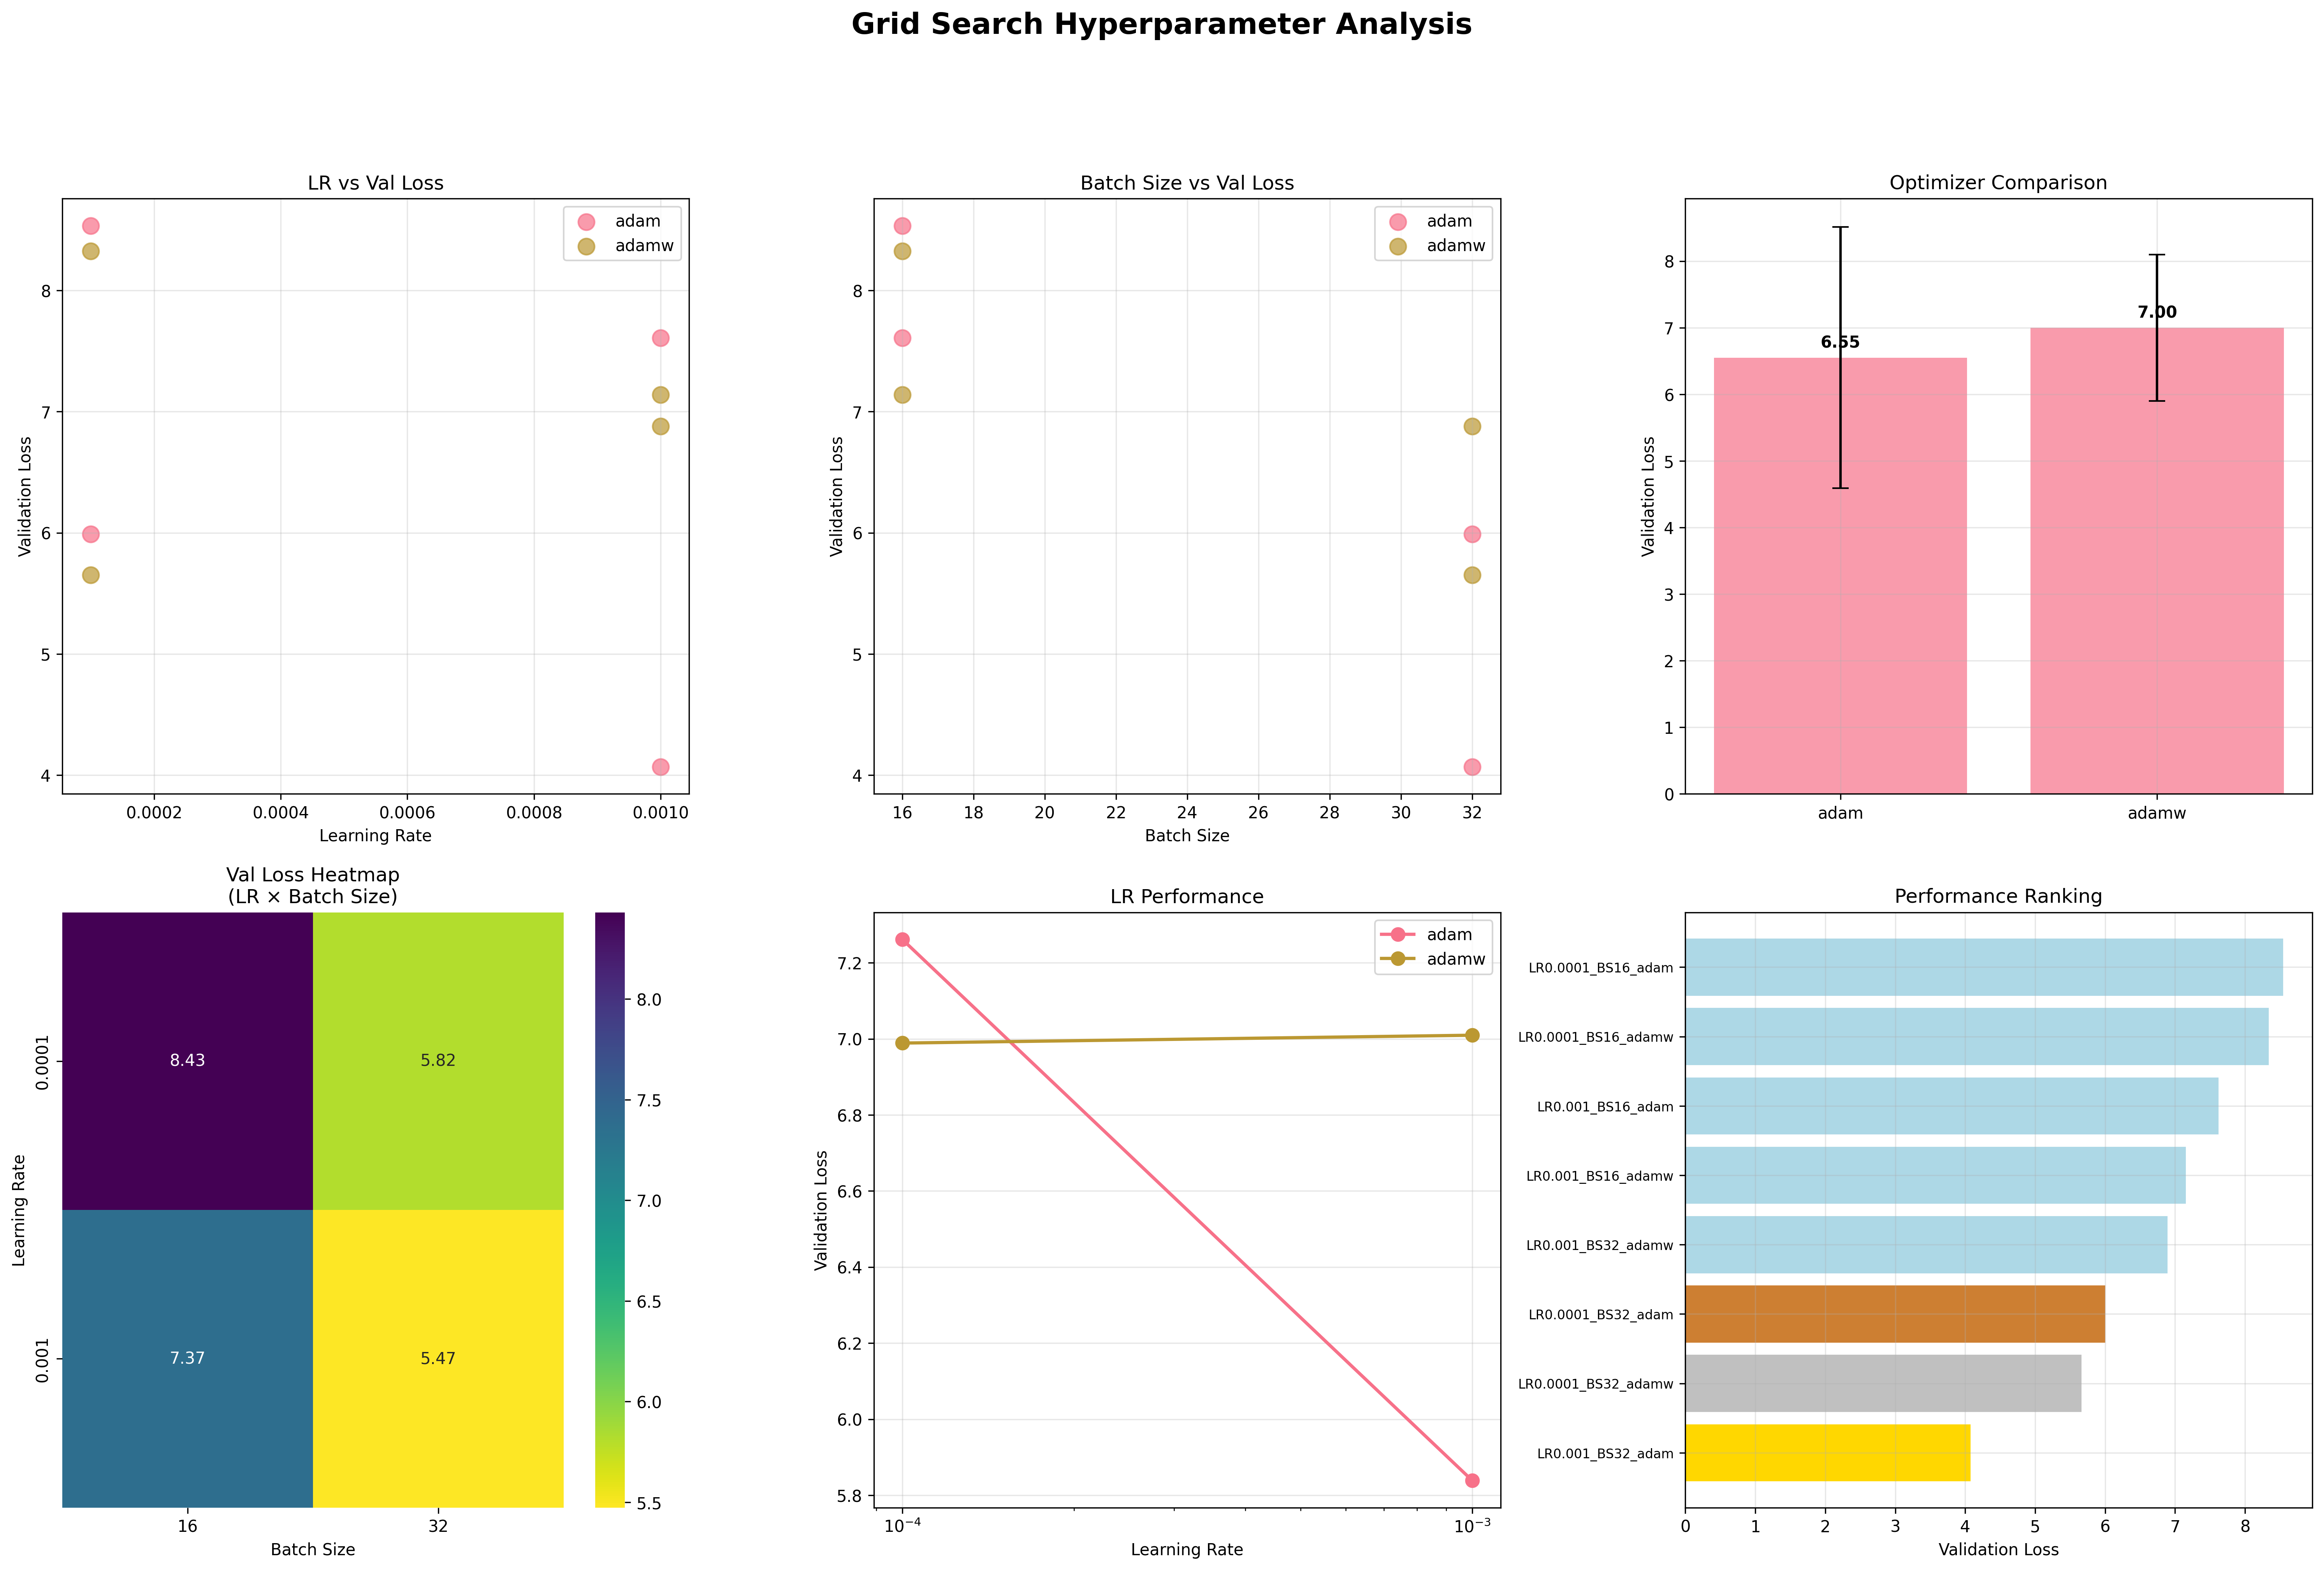 Grid Search Hyperparameter Analysis
LR vs Val Loss
adam
adamw
8
7
6
5
4
Validation Loss
0.0002 0.0004 0.0006 0.0008 0.0010
Learning Rate
Batch Size vs Val Loss
adam
adamw
8
7
6
5
4
Validation Loss
16 18 20 22 24 26 28 30 32
Batch Size
Optimizer Comparison
8
7
6
5
4
3
2
1
0
Validation Loss
6.55
7.00
adam adamw
Val Loss Heatmap
(LR × Batch Size)
0.0001
0.001
Learning Rate
8.43 5.82
7.37 5.47
16 32
Batch Size
8.0
7.5
7.0
6.5
6.0
5.5
LR Performance
adam
adamw
7.2
7.0
6.8
6.6
6.4
6.2
6.0
5.8
Validation Loss
10⁻⁴ 10⁻³
Learning Rate
Performance Ranking
LR0.0001_BS16_adam
LR0.0001_BS16_adamw
LR0.001_BS16_adam
LR0.001_BS16_adamw
LR0.001_BS32_adamw
LR0.0001_BS32_adam
LR0.0001_BS32_adamw
LR0.001_BS32_adam
0 1 2 3 4 5 6 7 8
Validation Loss